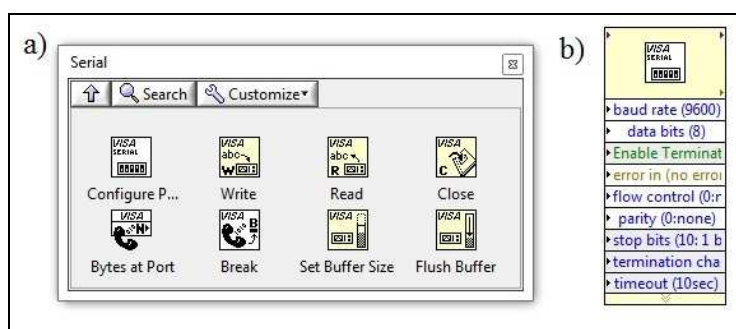 a)
Serial
Search Customize
VISA SERIAL
VISA abc W
VISA abc R
VISA C
Configure P... Write Read Close
VISA N
VISA B
VISA
VISA
Bytes at Port Break Set Buffer Size Flush Buffer
b)
VISA SERIAL
baud rate (9600)
data bits (8)
Enable Terminat
error in (no erro
flow control (0:r
parity (0:none)
stop bits (10: 1 b
termination cha
timeout (10sec)